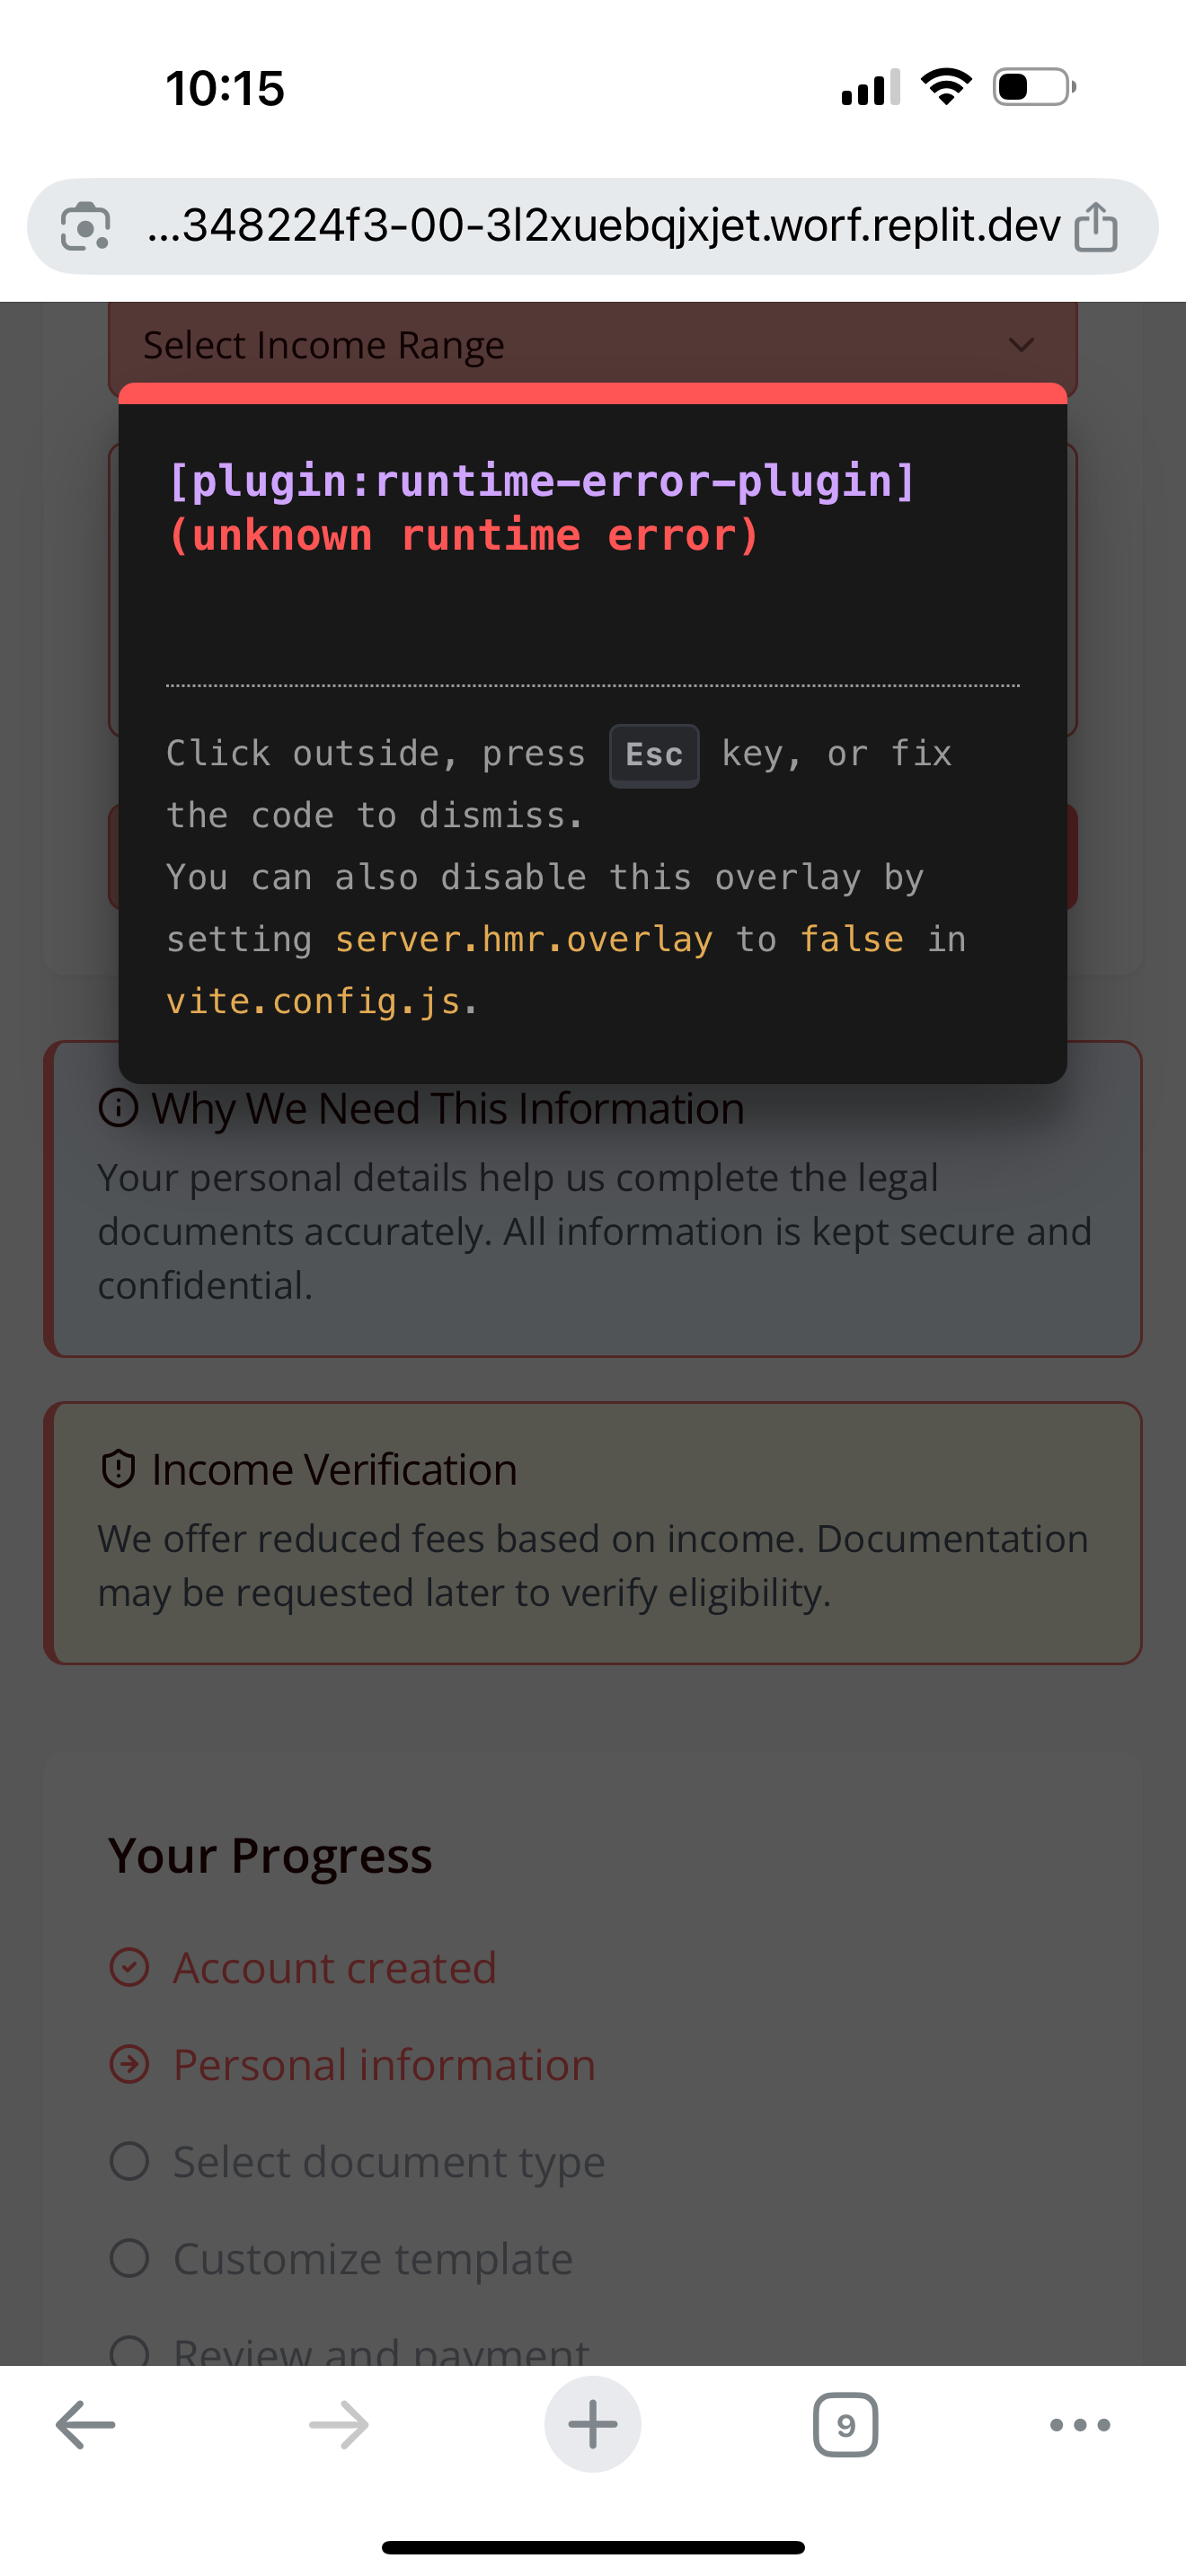 10:15
...348224f3-00-3l2xuebqjxjet.worf.replit.dev
Select Income Range
[plugin:runtime-error-plugin]
(unknown runtime error)
Click outside, press Esc key, or fix
the code to dismiss.
You can also disable this overlay by
setting server.hmr.overlay to false in
vite.config.js.
Why We Need This Information
Your personal details help us complete the legal
documents accurately. All information is kept secure and
confidential.
Income Verification
We offer reduced fees based on income. Documentation
may be requested later to verify eligibility.
Your Progress
Account created
Personal information
Select document type
Customize template
Review and payment
9